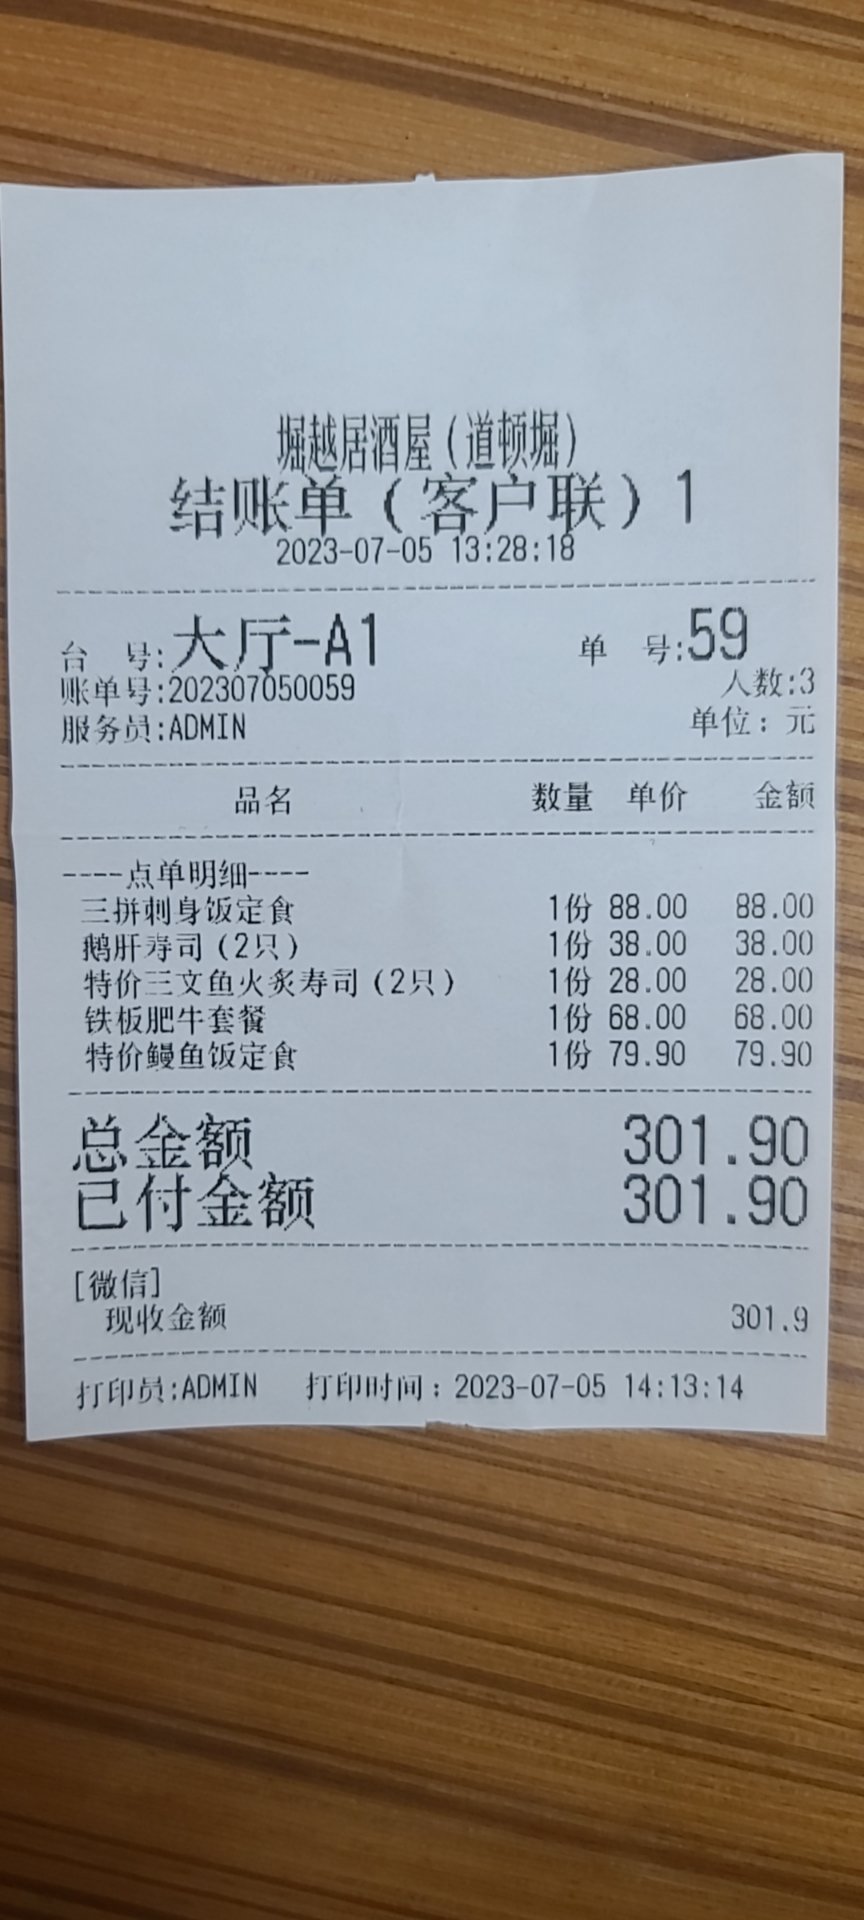 堀越居酒屋(道顿堀)
结账单(客户联)1
2023-07-05 13:28:18
台 号:大厅-A1 单 号:59
账单号:202307050059 人数:3
服务员:ADMIN 单位：元
品名 数量 单价 金额
----点单明细----
三拼刺身饭定食 1份 88.00 88.00
鹅肝寿司(2只) 1份 38.00 38.00
特价三文鱼火炙寿司(2只) 1份 28.00 28.00
铁板肥牛套餐 1份 68.00 68.00
特价鳗鱼饭定食 1份 79.90 79.90
总金额 301.90
已付金额 301.90
[微信]
现收金额 301.9
打印员:ADMIN 打印时间：2023-07-05 14:13:14